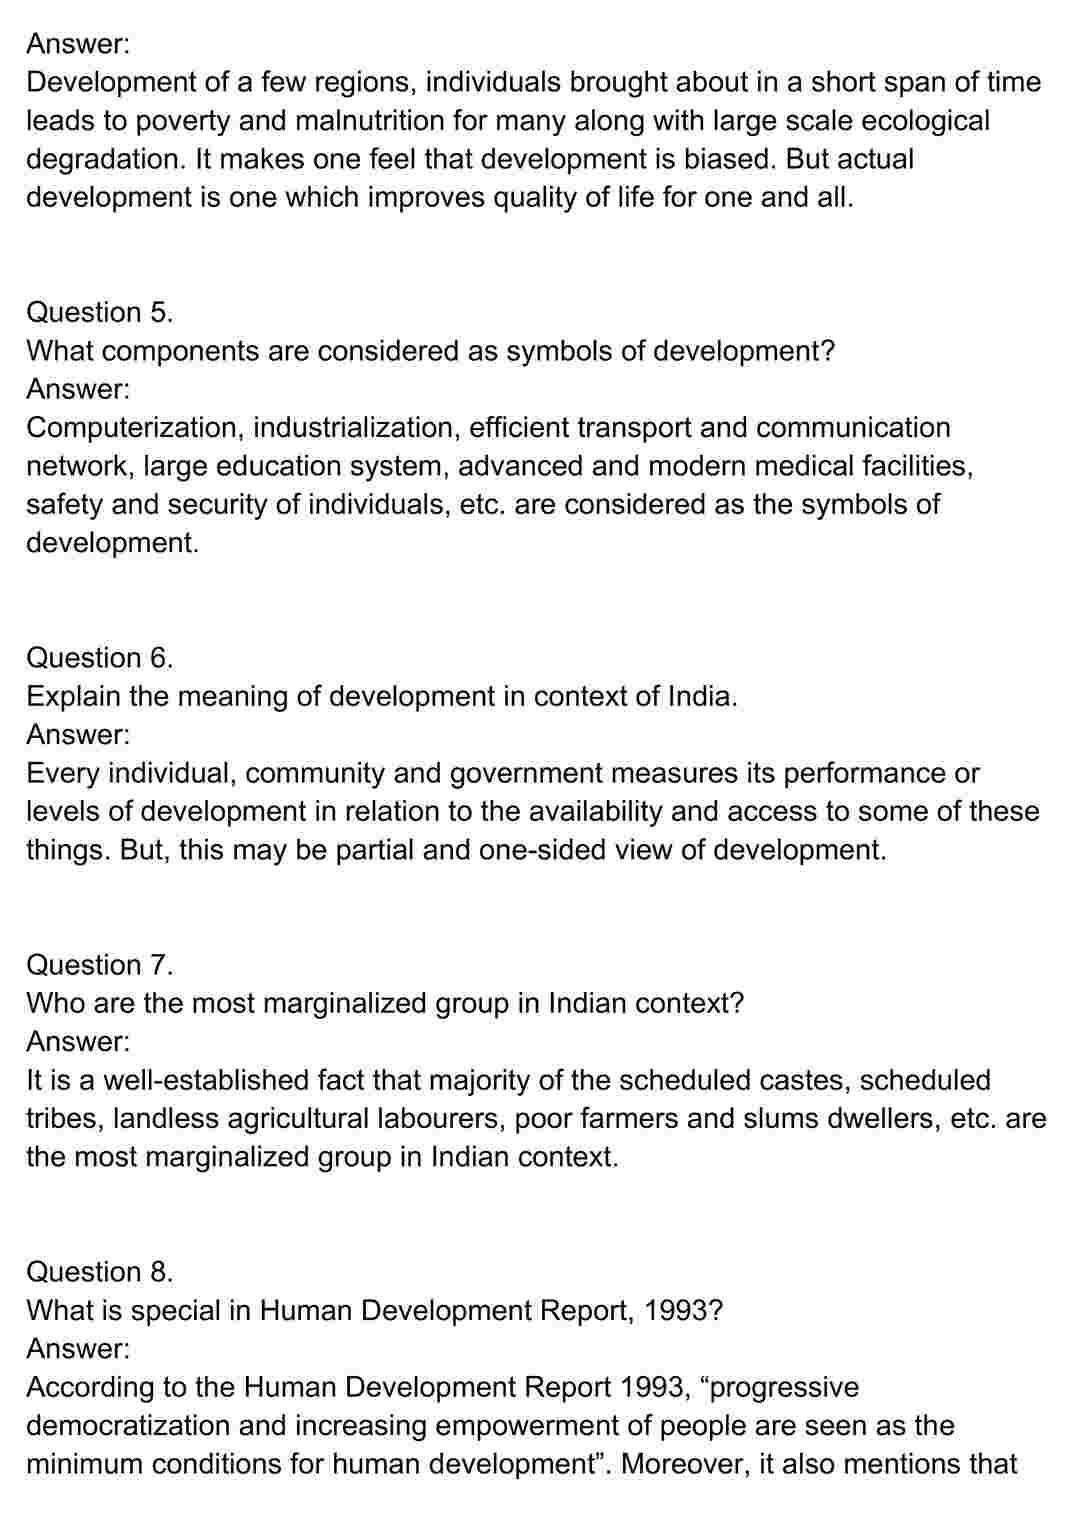 Answer:
Development of a few regions, individuals brought about in a short span of time
leads to poverty and malnutrition for many along with large scale ecological
degradation. It makes one feel that development is biased. But actual
development is one which improves quality of life for one and all.
Question 5.
What components are considered as symbols of development?
Answer:
Computerization, industrialization, efficient transport and communication
network, large education system, advanced and modern medical facilities,
safety and security of individuals, etc. are considered as the symbols of
development.
Question 6.
Explain the meaning of development in context of India.
Answer:
Every individual, community and government measures its performance or
levels of development in relation to the availability and access to some of these
things. But, this may be partial and one-sided view of development.
Question 7.
Who are the most marginalized group in Indian context?
Answer:
It is a well-established fact that majority of the scheduled castes, scheduled
tribes, landless agricultural labourers, poor farmers and slums dwellers, etc. are
the most marginalized group in Indian context.
Question 8.
What is special in Human Development Report, 1993?
Answer:
According to the Human Development Report 1993, “progressive
democratization and increasing empowerment of people are seen as the
minimum conditions for human development”. Moreover, it also mentions that